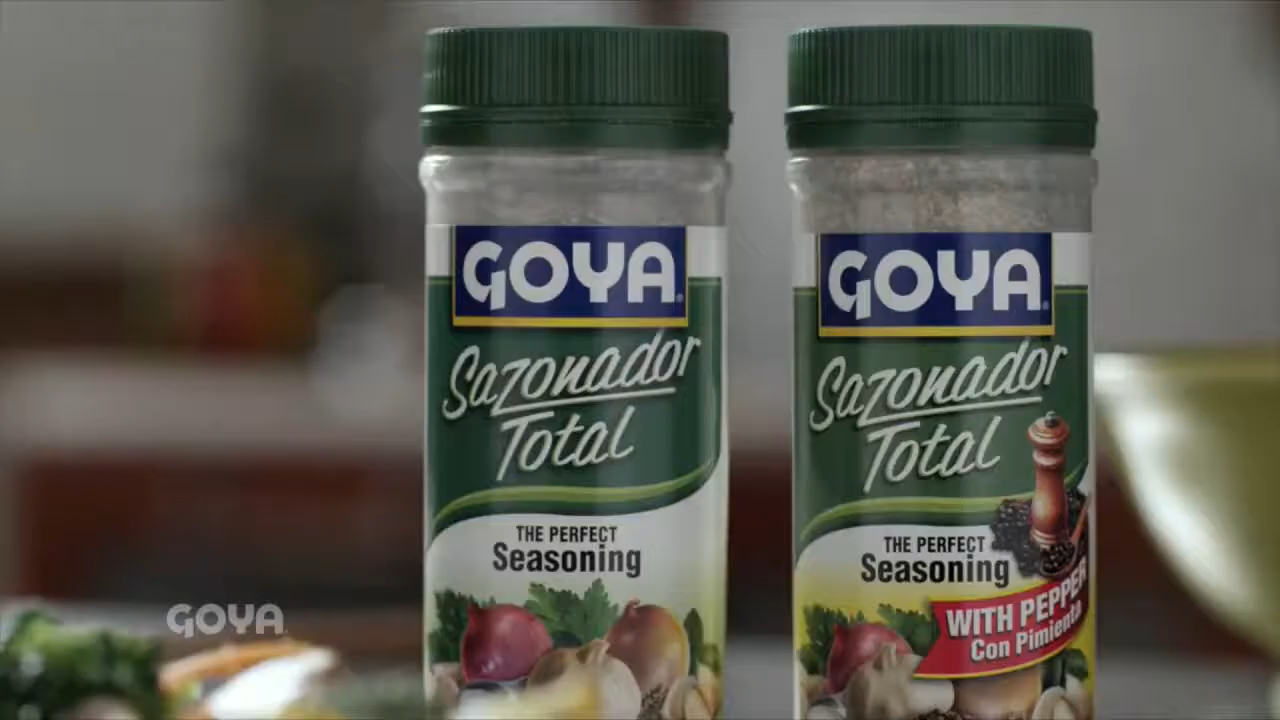 GOYA
Sazonador
Total
THE PERFECT
Seasoning
GOYA
Sazonador
Total
THE PERFECT
Seasoning
WITH PEPPER
Con Pimienta
GOYA